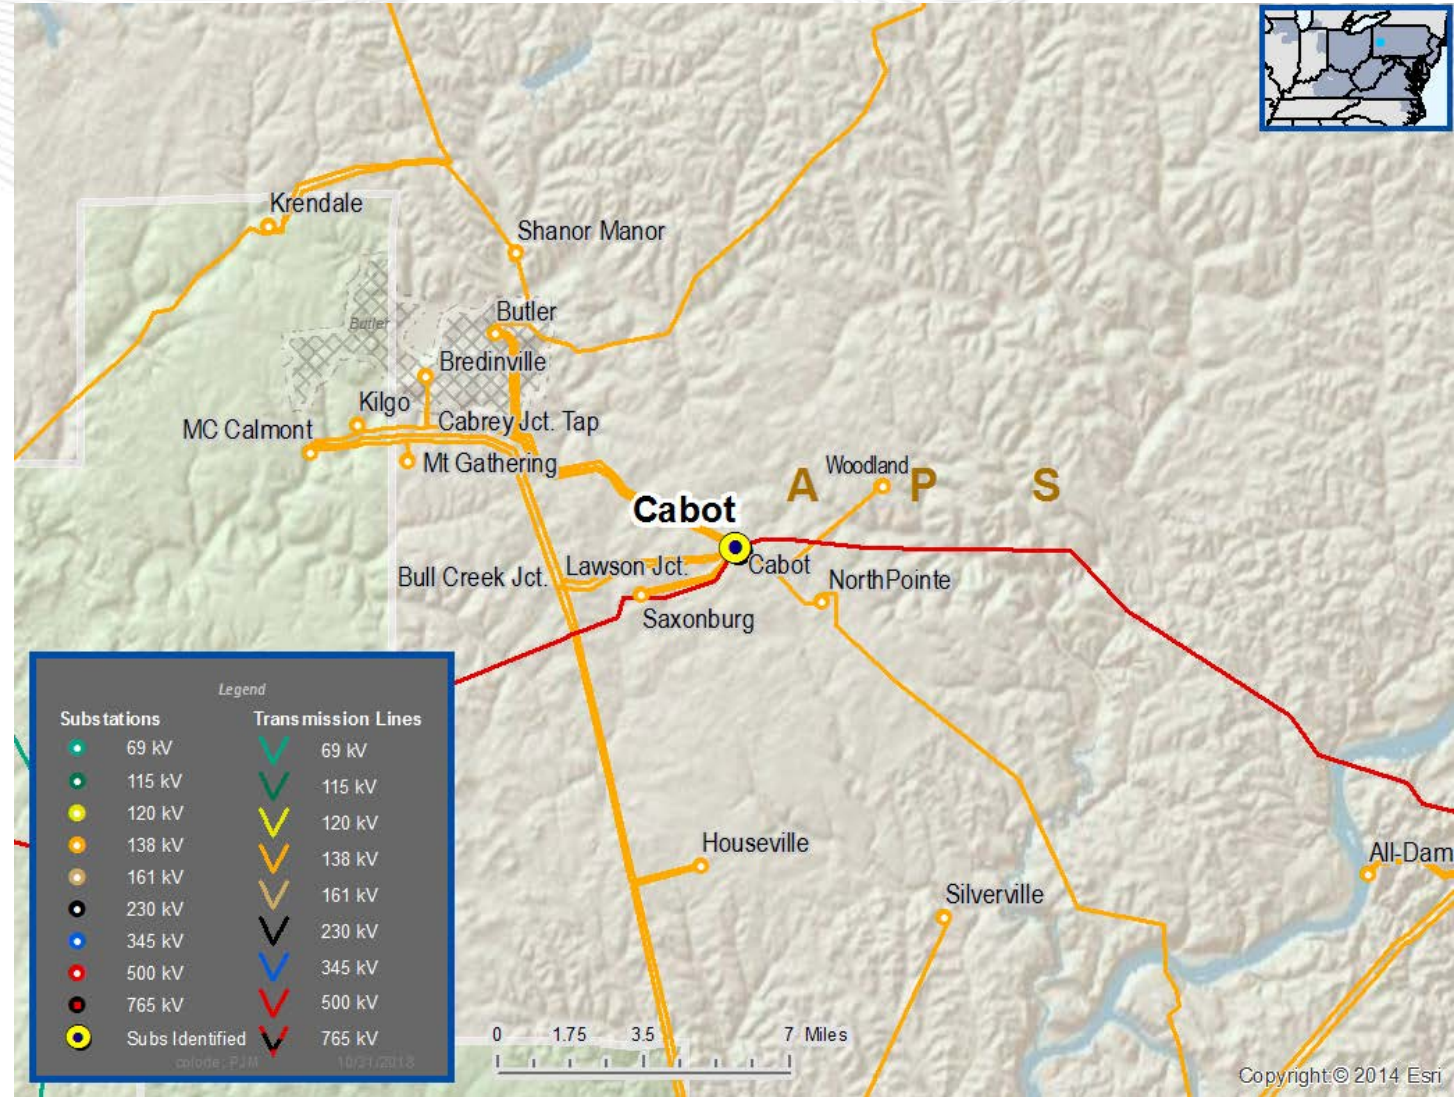 Krendale
Shanor Manor
Butler
Butler
Bredinville
Kilgo
MC Calmont
Cabrey Jct. Tap
Mt Gathering
Woodland
A P S
Cabot
Cabot
Lawson Jct.
Bull Creek Jct.
NorthPointe
Saxonburg
Houseville
Silverville
All-Dam
Legend
Substations Transmission Lines
69 kV 69 kV
115 kV 115 kV
120 kV 120 kV
138 kV 138 kV
161 kV 161 kV
230 kV 230 kV
345 kV 345 kV
500 kV 500 kV
765 kV 765 kV
Subs Identified
PJM 10/31/2018
0 1.75 3.5 7 Miles
Copyright:© 2014 Esri